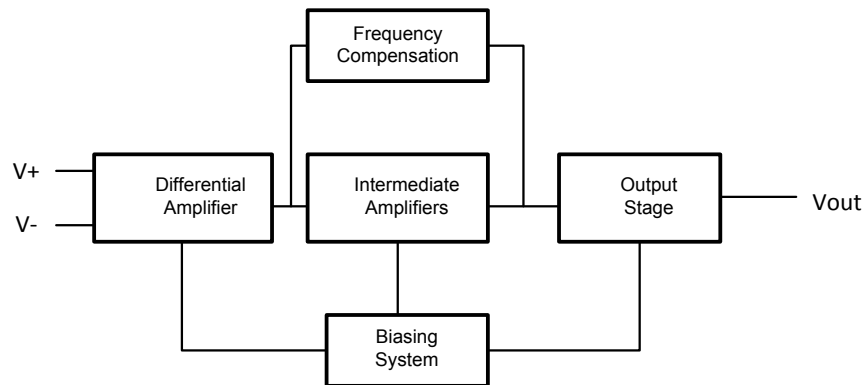 Frequency
Compensation
V+
V-
Differential
Amplifier
Intermediate
Amplifiers
Output
Stage
Vout
Biasing
System